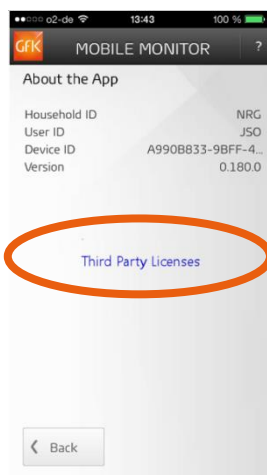 o2-de 13:43 100 %
GfK MOBILE MONITOR ?
About the App
Household ID NRG
User ID JSO
Device ID A990B833-9BFF-4...
Version 0.180.0
Third Party Licenses
Back